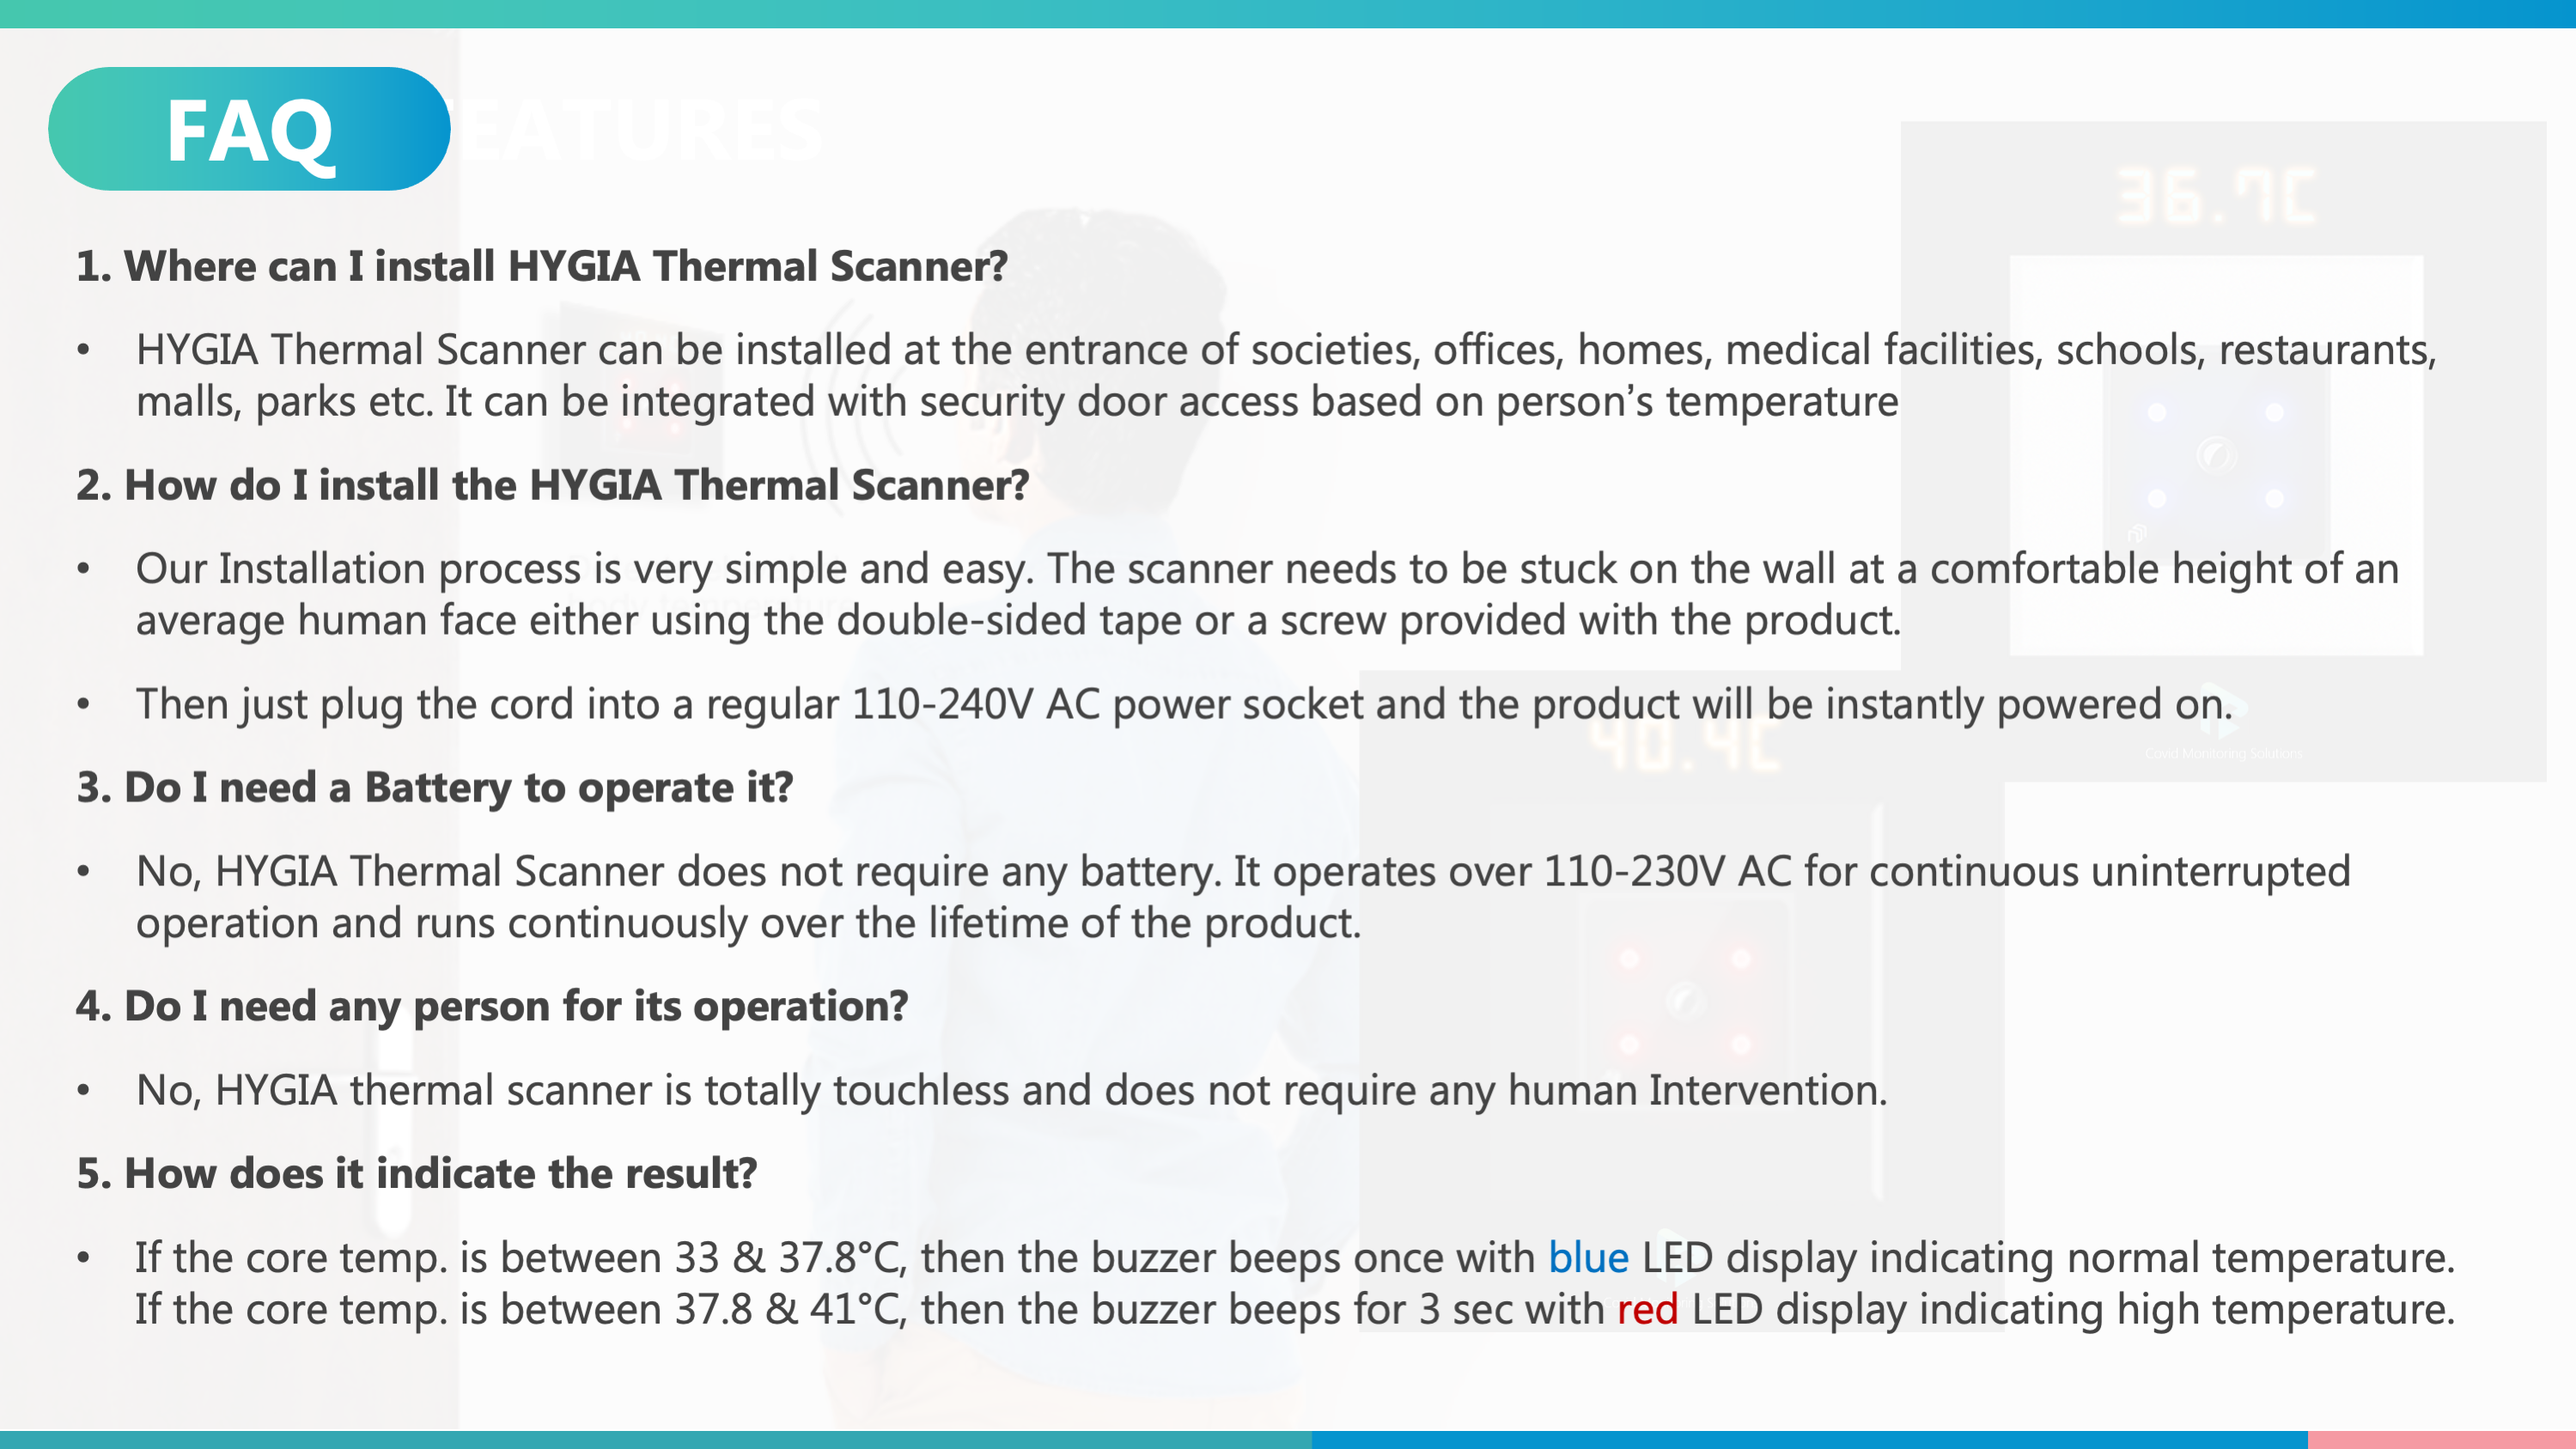 FAQ
EATURES
36.7C
1. Where can I install HYGIA Thermal Scanner?
• HYGIA Thermal Scanner can be installed at the entrance of societies, offices, homes, medical facilities, schools, restaurants,
malls, parks etc. It can be integrated with security door access based on person’s temperature
2. How do I install the HYGIA Thermal Scanner?
• Our Installation process is very simple and easy. The scanner needs to be stuck on the wall at a comfortable height of an
average human face either using the double-sided tape or a screw provided with the product.
• Then just plug the cord into a regular 110-240V AC power socket and the product will be instantly powered on.
40.4C
Covid Monitoring Solutions
3. Do I need a Battery to operate it?
• No, HYGIA Thermal Scanner does not require any battery. It operates over 110-230V AC for continuous uninterrupted
operation and runs continuously over the lifetime of the product.
4. Do I need any person for its operation?
• No, HYGIA thermal scanner is totally touchless and does not require any human Intervention.
5. How does it indicate the result?
• If the core temp. is between 33 & 37.8°C, then the buzzer beeps once with blue LED display indicating normal temperature.
If the core temp. is between 37.8 & 41°C, then the buzzer beeps for 3 sec with red LED display indicating high temperature.